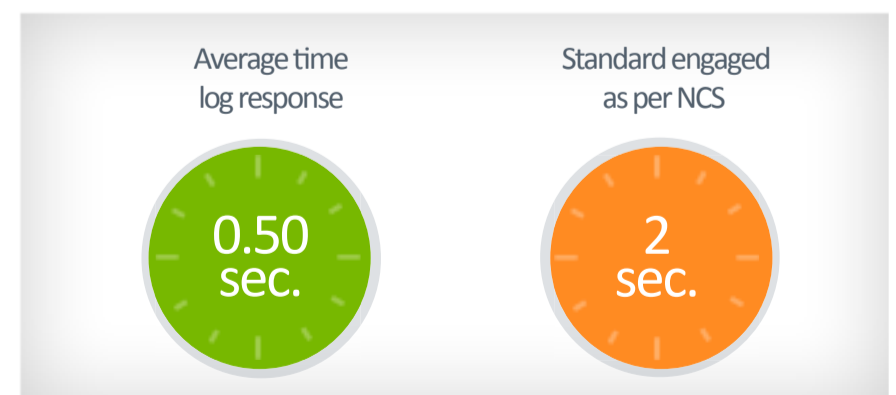 Average time
log response
0.50
sec.
Standard engaged
as per NCS
2
sec.